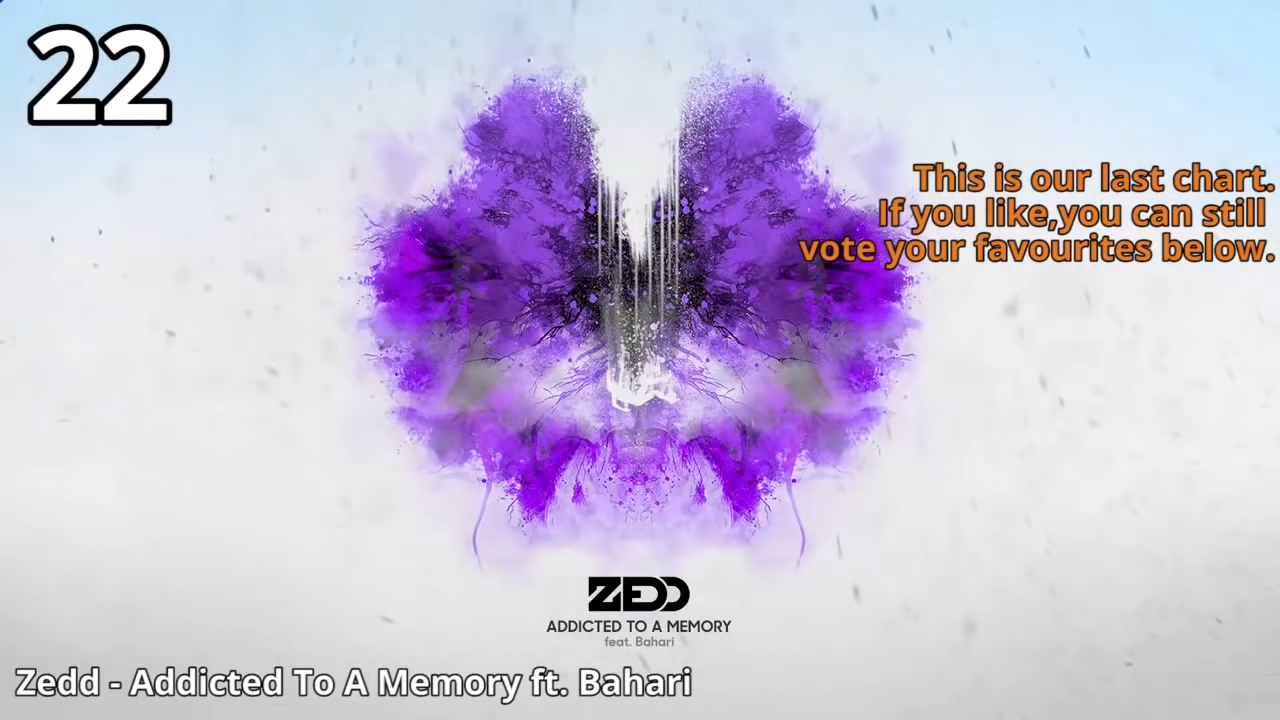 22
This is our last chart.
If you like,you can still
vote your favourites below.
ZEDD
ADDICTED TO A MEMORY
feat. Bahari
Zedd - Addicted To A Memory ft. Bahari